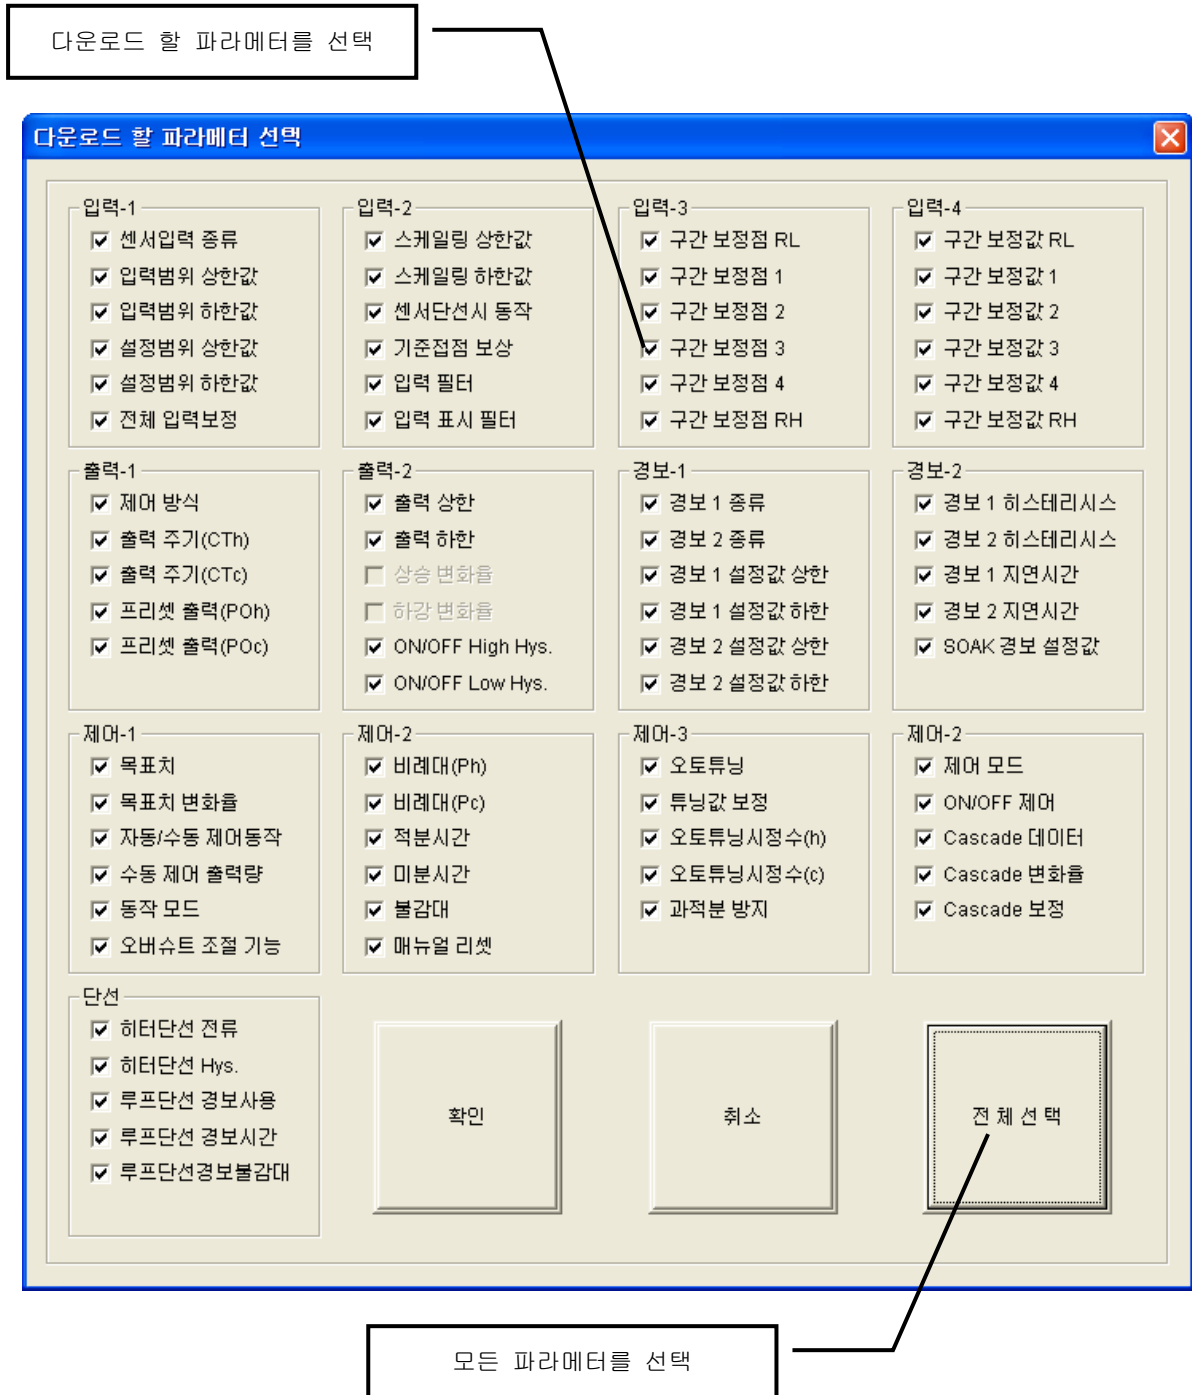 다운로드 할 파라메터를 선택
다운로드 할 파라메터 선택
입력-1
센서입력 종류
입력범위 상한값
입력범위 하한값
설정범위 상한값
설정범위 하한값
전체 입력보정
입력-2
스케일링 상한값
스케일링 하한값
센서단선시 동작
기준접점 보상
입력 필터
입력 표시 필터
입력-3
구간 보정점 RL
구간 보정점 1
구간 보정점 2
구간 보정점 3
구간 보정점 4
구간 보정점 RH
입력-4
구간 보정값 RL
구간 보정값 1
구간 보정값 2
구간 보정값 3
구간 보정값 4
구간 보정값 RH
출력-1
제어 방식
출력 주기(CTh)
출력 주기(CTc)
프리셋 출력(POh)
프리셋 출력(POc)
출력-2
출력 상한
출력 하한
상승 변화율
하강 변화율
ON/OFF High Hys.
ON/OFF Low Hys.
경보-1
경보 1 종류
경보 2 종류
경보 1 설정값 상한
경보 1 설정값 하한
경보 2 설정값 상한
경보 2 설정값 하한
경보-2
경보 1 히스테리시스
경보 2 히스테리시스
경보 1 지연시간
경보 2 지연시간
SOAK 경보 설정값
제어-1
목표치
목표치 변화율
자동/수동 제어동작
수동 제어 출력량
동작 모드
오버슈트 조절 기능
제어-2
비례대(Ph)
비례대(Pc)
적분시간
미분시간
불감대
매뉴얼 리셋
제어-3
오토튜닝
튜닝값 보정
오토튜닝시정수(h)
오토튜닝시정수(c)
과적분 방지
제어-2
제어 모드
ON/OFF 제어
Cascade 데이터
Cascade 변화율
Cascade 보정
단선
히터단선 전류
히터단선 Hys.
루프단선 경보사용
루프단선 경보시간
루프단선경보불감대
확인
취소
전 체 선 택
모든 파라메터를 선택